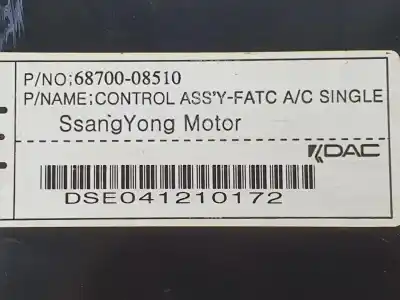 P/NO;68700-08510
P/NAME;CONTROL ASS'Y-FATC A/C SINGLE
SsangYong Motor
DAC
DSE041210172